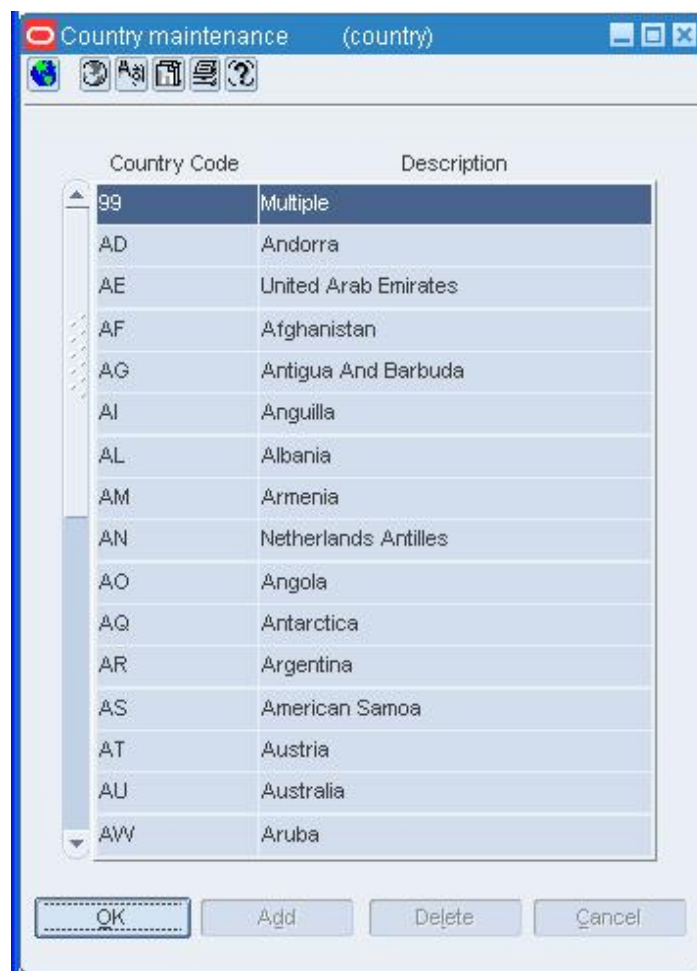 Country maintenance (country)
Country Code Description
99 Multiple
AD Andorra
AE United Arab Emirates
AF Afghanistan
AG Antigua And Barbuda
AI Anguilla
AL Albania
AM Armenia
AN Netherlands Antilles
AO Angola
AQ Antarctica
AR Argentina
AS American Samoa
AT Austria
AU Australia
AW Aruba
OK Add Delete Cancel